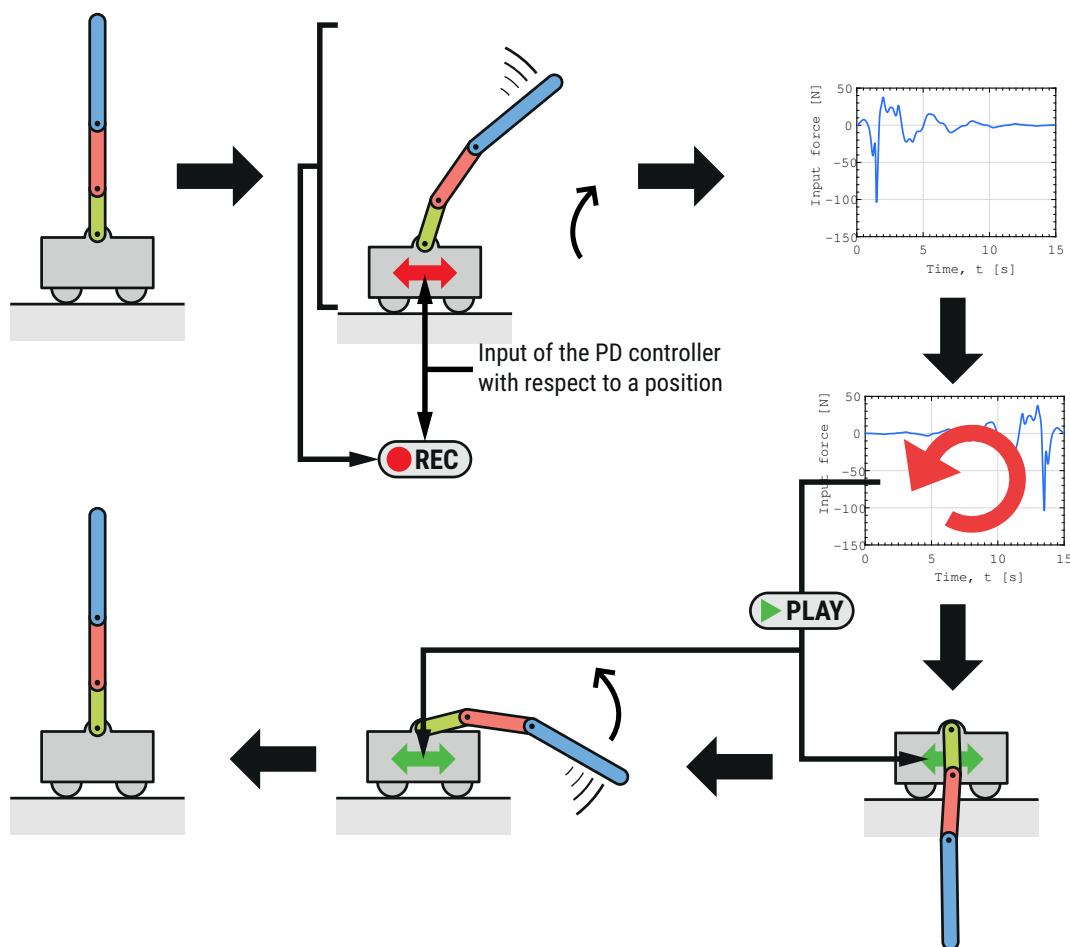 50
0
−50
−100
−150
Input force [N]
0
5
10
15
Time, t [s]
Input of the PD controller
with respect to a position
REC
50
0
−50
−100
−150
Input force [N]
0
5
10
15
Time, t [s]
PLAY